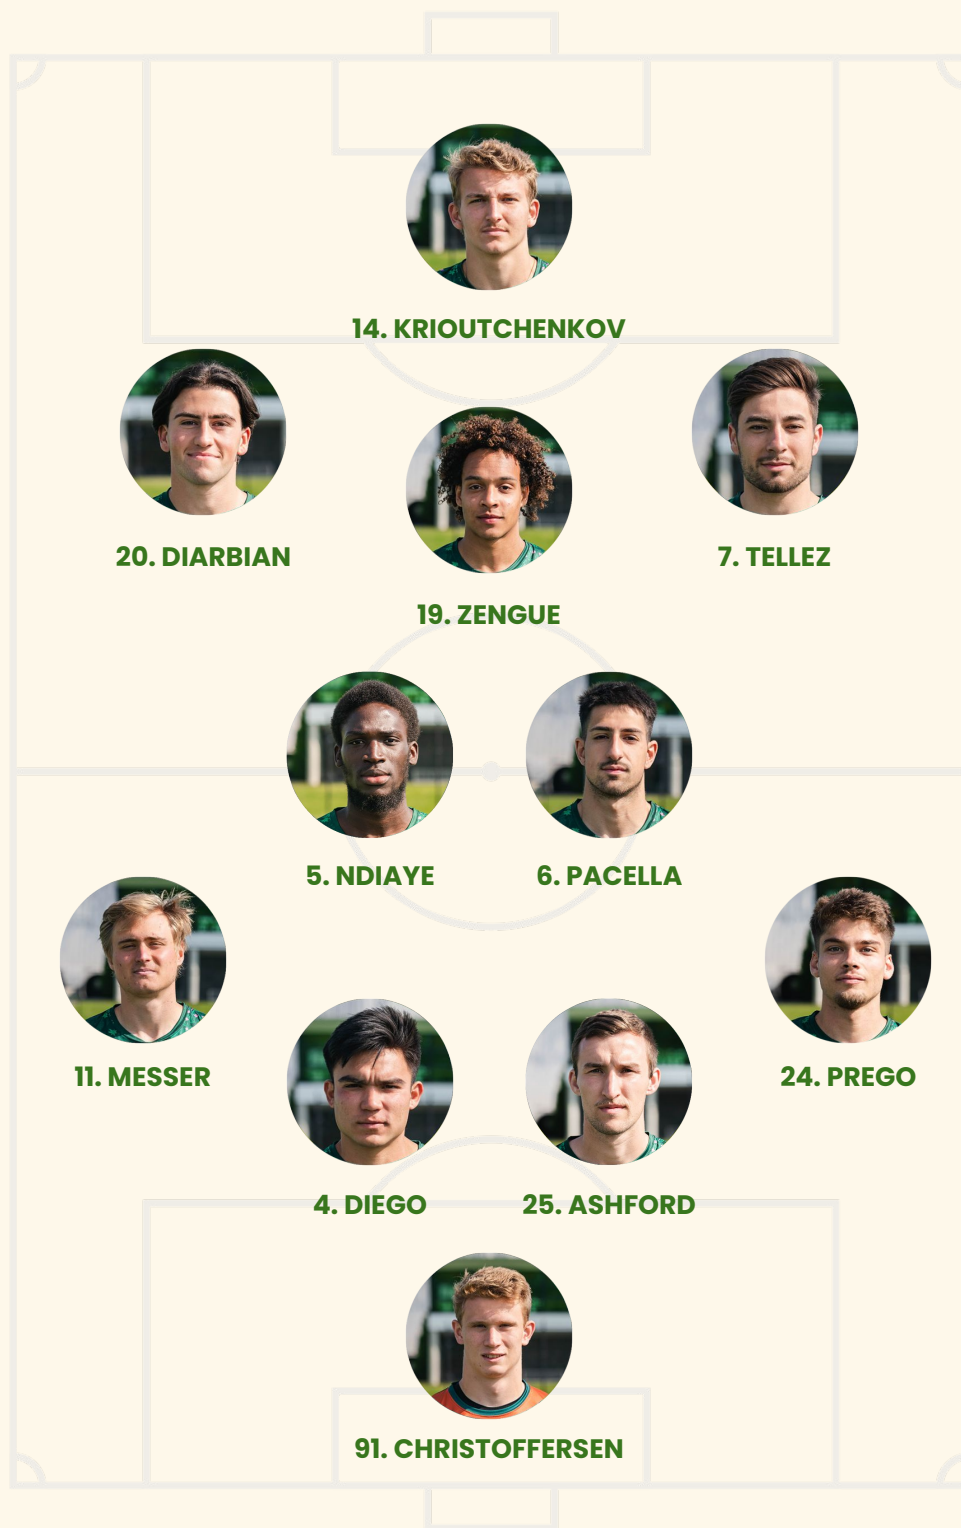 14. KRIOUTCHENKOV
20. DIARBIAN
7. TELLEZ
19. ZENGUE
5. NDIAYE
6. PACELLA
11. MESSER
24. PREGO
4. DIEGO
25. ASHFORD
91. CHRISTOFFERSEN